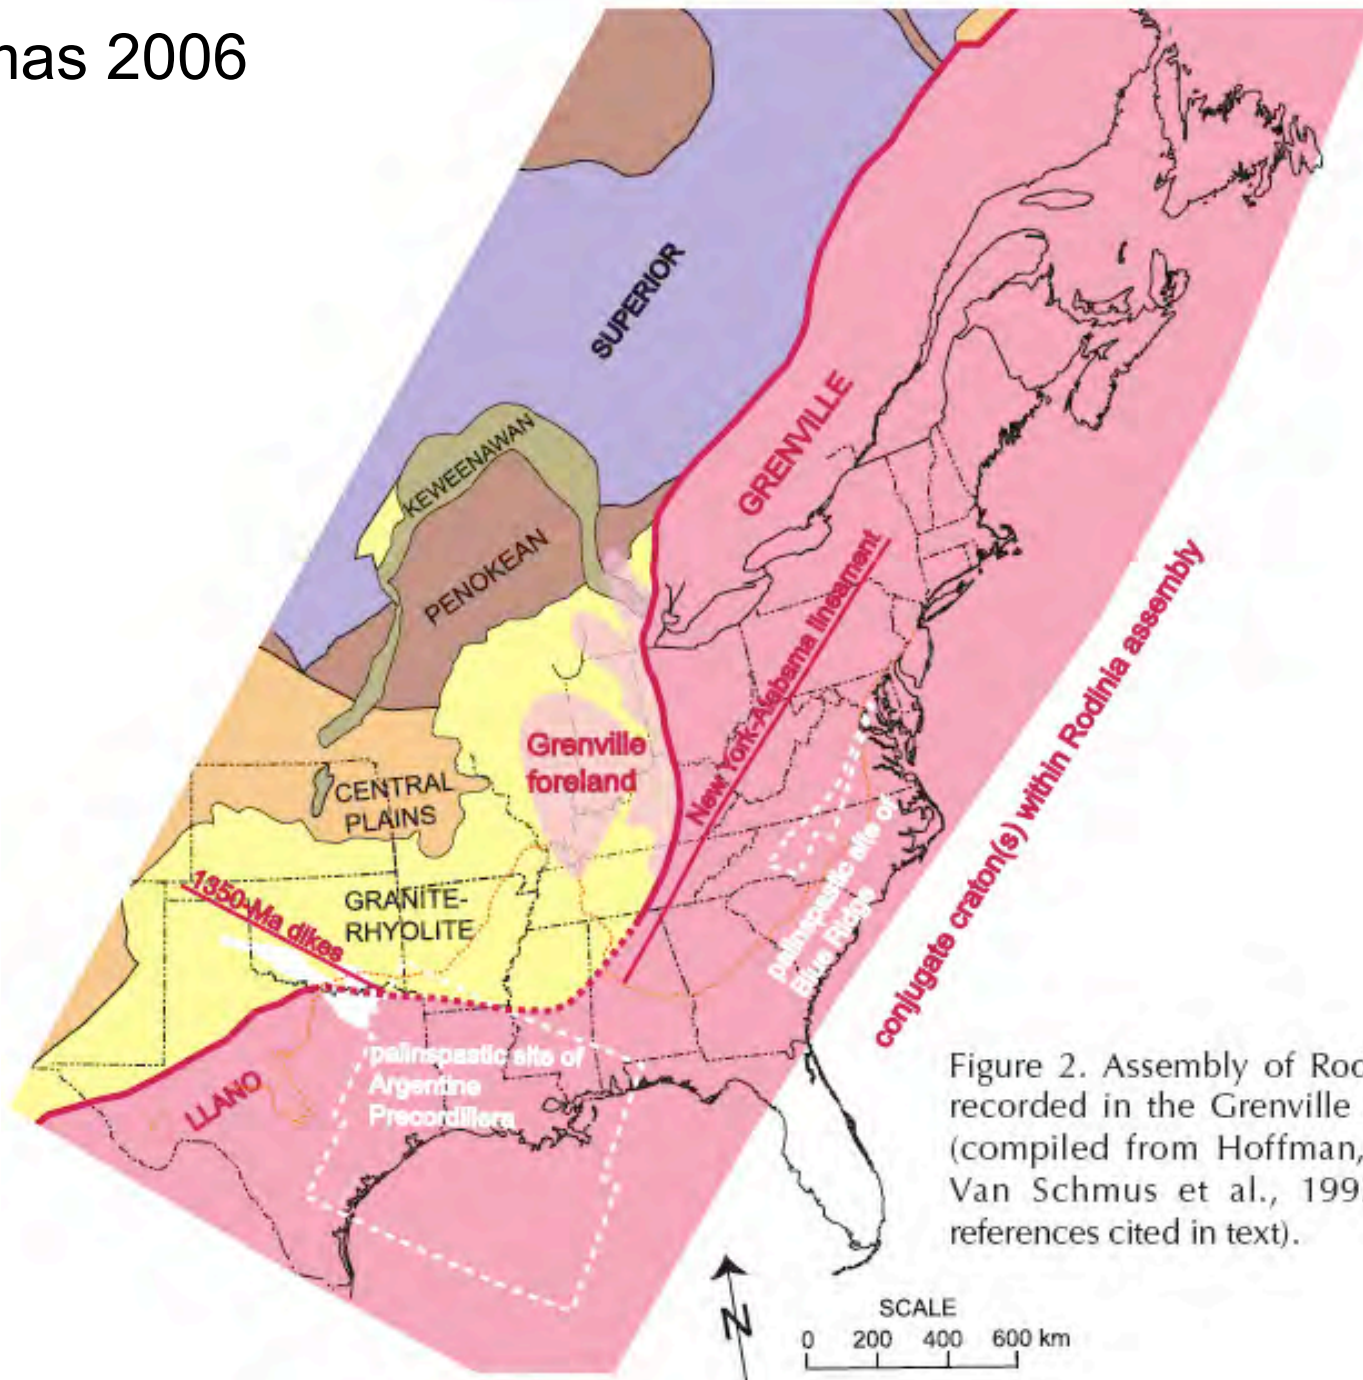 nas 2006
SUPERIOR
GRENVILLE
KEWEENAWAN
PENOKEAN
New York-Alabama lineament
conjugate craton(s) within Rodinia assembly
Grenville
foreland
CENTRAL
PLAINS
GRANITE-
RHYOLITE
1350-Ma dikes
palinspastic site of
Blue Ridge
palinspastic site of
Argentine
Precordillera
LLANO
Figure 2. Assembly of Roc
recorded in the Grenville
(compiled from Hoffman,
Van Schmus et al., 199
references cited in text).
N
SCALE
0 200 400 600 km